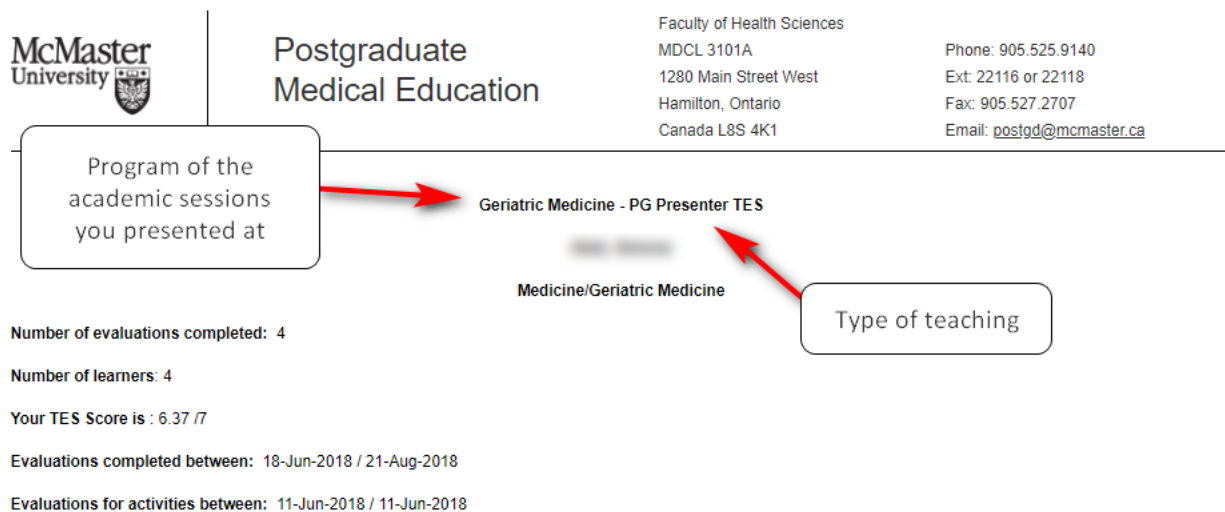 McMaster
University
Postgraduate
Medical Education
Faculty of Health Sciences
MDCL 3101A
1280 Main Street West
Hamilton, Ontario
Canada L8S 4K1
Phone: 905.525.9140
Ext: 22116 or 22118
Fax: 905.527.2707
Email: postgd@mcmaster.ca
Program of the
academic sessions
you presented at
Geriatric Medicine - PG Presenter TES
Medicine/Geriatric Medicine
Type of teaching
Number of evaluations completed: 4
Number of learners: 4
Your TES Score is : 6.37 /7
Evaluations completed between: 18-Jun-2018 / 21-Aug-2018
Evaluations for activities between: 11-Jun-2018 / 11-Jun-2018